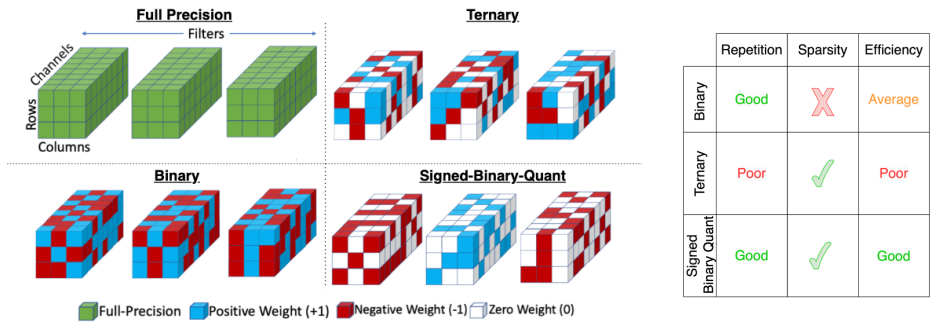 Full Precision
Filters
Channels
Rows
Columns
Ternary
Binary
Signed-Binary-Quant
Full-Precision
Positive Weight (+1)
Negative Weight (-1)
Zero Weight (0)
Repetition Sparsity Efficiency
Binary Good Average
Ternary Poor Poor
Signed
Binary Quant
Good Good